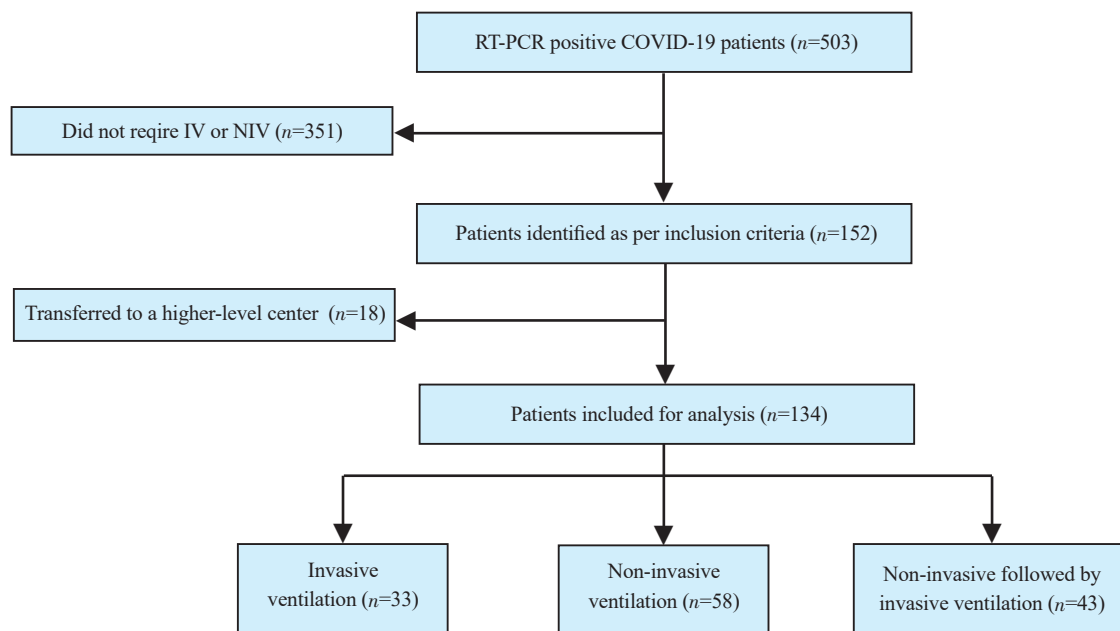 RT-PCR positive COVID-19 patients (n=503)
Did not reqire IV or NIV (n=351)
Patients identified as per inclusion criteria (n=152)
Transferred to a higher-level center (n=18)
Patients included for analysis (n=134)
Invasive
ventilation (n=33)
Non-invasive
ventilation (n=58)
Non-invasive followed by
invasive ventilation (n=43)